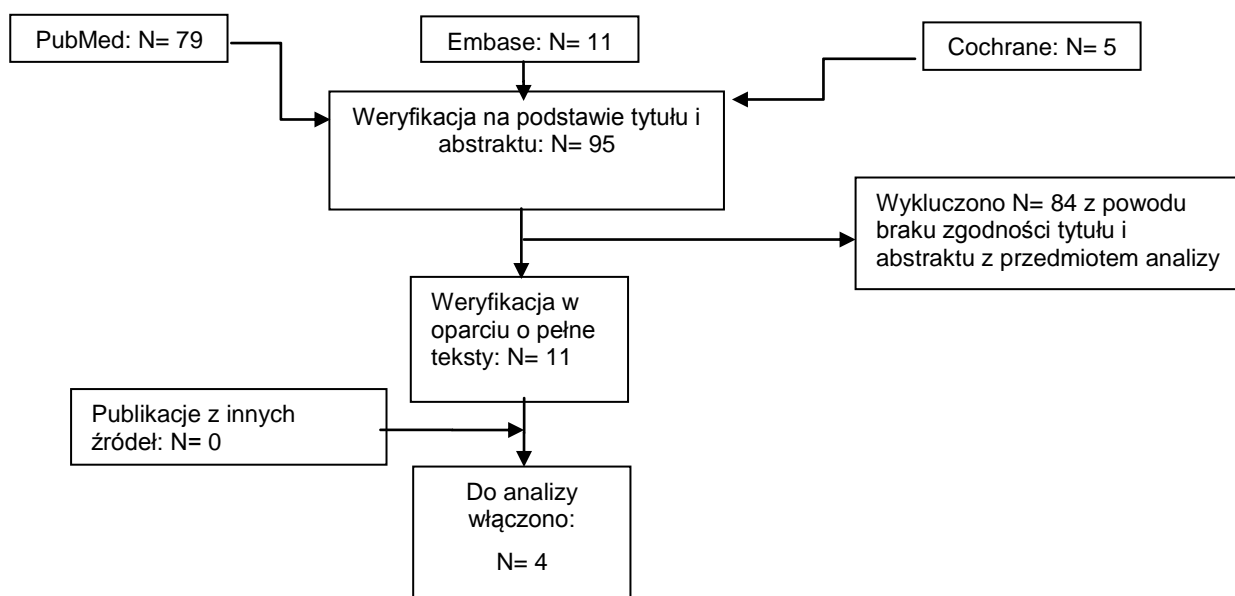 PubMed: N= 79
Embase: N= 11
Cochrane: N= 5
Weryfikacja na podstawie tytułu i
abstraktu: N= 95
Wykluczono N= 84 z powodu
braku zgodności tytułu i
abstraktu z przedmiotem analizy
Weryfikacja w
oparciu o pełne
teksty: N= 11
Publikacje z innych
źródeł: N= 0
Do analizy
włączono:
N= 4